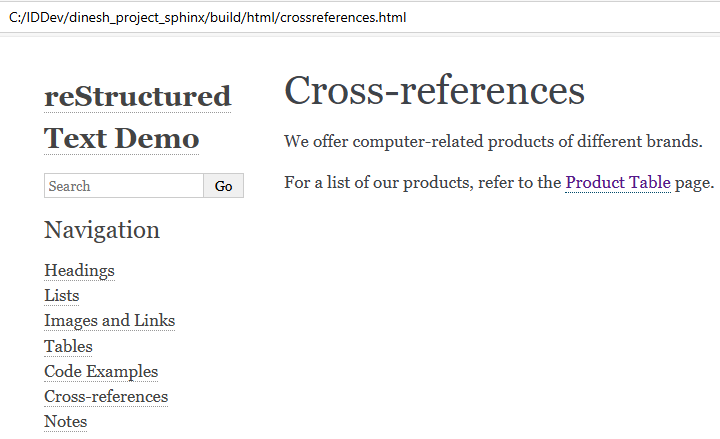 C:/IDDev/dinesh_project_sphinx/build/html/crossreferences.html
reStructured
Text Demo
Search
Go
Navigation
Headings
Lists
Images and Links
Tables
Code Examples
Cross-references
Notes
Cross-references
We offer computer-related products of different brands.
For a list of our products, refer to the Product Table page.